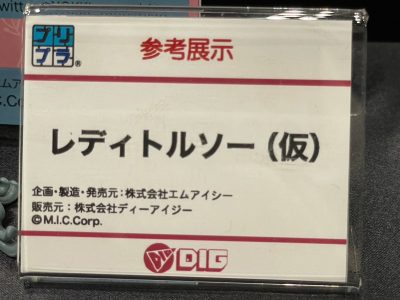 プリプラ®
参考展示
レディトルソー（仮）
企画・製造・発売元：株式会社エムアイシー
販売元：株式会社ディーアイジー
©M.I.C.Corp.
DIG